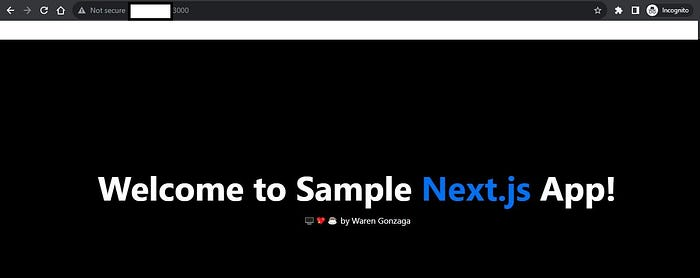 Not secure 3000
Incognito
Welcome to Sample Next.js App!
🖥️ 💖 ☕ by Waren Gonzaga